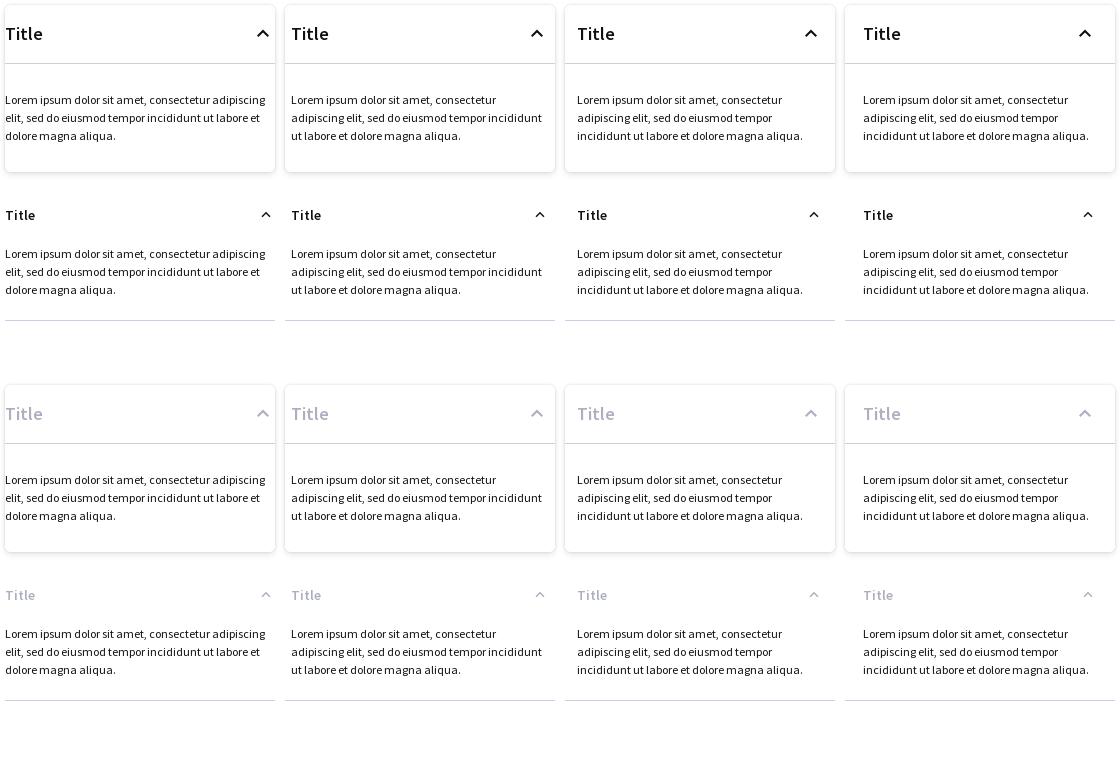 Title
Lorem ipsum dolor sit amet, consectetur adipiscing
elit, sed do eiusmod tempor incididunt ut labore et
dolore magna aliqua.
Title
Lorem ipsum dolor sit amet, consectetur
adipiscing elit, sed do eiusmod tempor incididunt
ut labore et dolore magna aliqua.
Title
Lorem ipsum dolor sit amet, consectetur
adipiscing elit, sed do eiusmod tempor
incididunt ut labore et dolore magna aliqua.
Title
Lorem ipsum dolor sit amet, consectetur
adipiscing elit, sed do eiusmod tempor
incididunt ut labore et dolore magna aliqua.
Title
Lorem ipsum dolor sit amet, consectetur adipiscing
elit, sed do eiusmod tempor incididunt ut labore et
dolore magna aliqua.
Title
Lorem ipsum dolor sit amet, consectetur
adipiscing elit, sed do eiusmod tempor incididunt
ut labore et dolore magna aliqua.
Title
Lorem ipsum dolor sit amet, consectetur
adipiscing elit, sed do eiusmod tempor
incididunt ut labore et dolore magna aliqua.
Title
Lorem ipsum dolor sit amet, consectetur
adipiscing elit, sed do eiusmod tempor
incididunt ut labore et dolore magna aliqua.
Title
Lorem ipsum dolor sit amet, consectetur adipiscing
elit, sed do eiusmod tempor incididunt ut labore et
dolore magna aliqua.
Title
Lorem ipsum dolor sit amet, consectetur
adipiscing elit, sed do eiusmod tempor incididunt
ut labore et dolore magna aliqua.
Title
Lorem ipsum dolor sit amet, consectetur
adipiscing elit, sed do eiusmod tempor
incididunt ut labore et dolore magna aliqua.
Title
Lorem ipsum dolor sit amet, consectetur
adipiscing elit, sed do eiusmod tempor
incididunt ut labore et dolore magna aliqua.
Title
Lorem ipsum dolor sit amet, consectetur adipiscing
elit, sed do eiusmod tempor incididunt ut labore et
dolore magna aliqua.
Title
Lorem ipsum dolor sit amet, consectetur
adipiscing elit, sed do eiusmod tempor incididunt
ut labore et dolore magna aliqua.
Title
Lorem ipsum dolor sit amet, consectetur
adipiscing elit, sed do eiusmod tempor
incididunt ut labore et dolore magna aliqua.
Title
Lorem ipsum dolor sit amet, consectetur
adipiscing elit, sed do eiusmod tempor
incididunt ut labore et dolore magna aliqua.